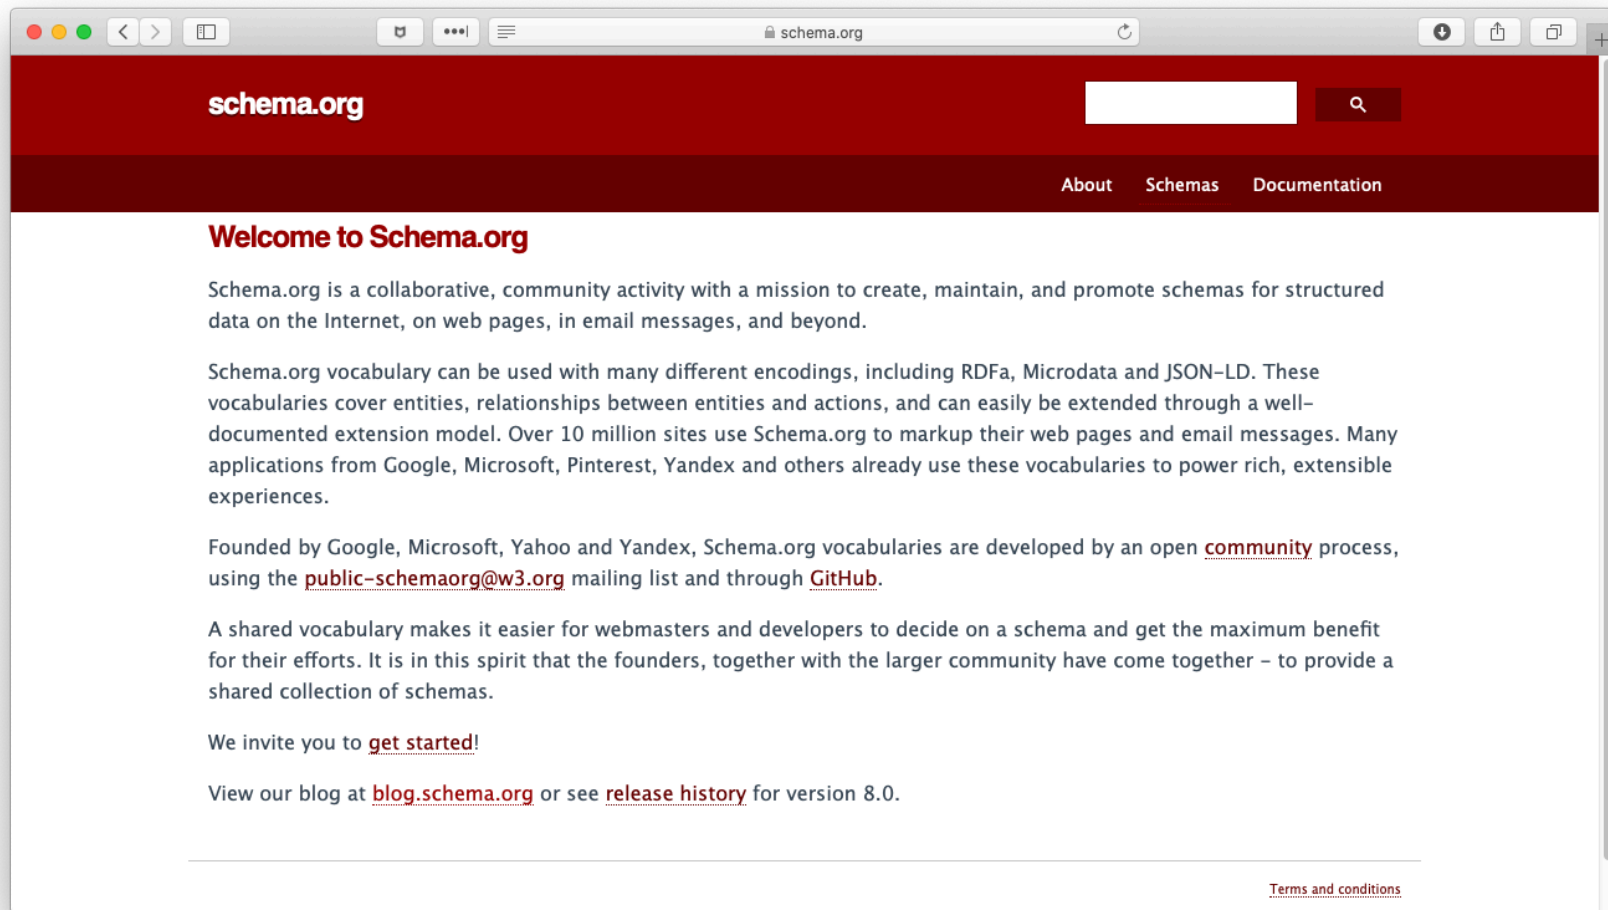 schema.org
schema.org
About Schemas Documentation
Welcome to Schema.org
Schema.org is a collaborative, community activity with a mission to create, maintain, and promote schemas for structured
data on the Internet, on web pages, in email messages, and beyond.
Schema.org vocabulary can be used with many different encodings, including RDFa, Microdata and JSON-LD. These
vocabularies cover entities, relationships between entities and actions, and can easily be extended through a well-
documented extension model. Over 10 million sites use Schema.org to markup their web pages and email messages. Many
applications from Google, Microsoft, Pinterest, Yandex and others already use these vocabularies to power rich, extensible
experiences.
Founded by Google, Microsoft, Yahoo and Yandex, Schema.org vocabularies are developed by an open community process,
using the public-schemaorg@w3.org mailing list and through GitHub.
A shared vocabulary makes it easier for webmasters and developers to decide on a schema and get the maximum benefit
for their efforts. It is in this spirit that the founders, together with the larger community have come together - to provide a
shared collection of schemas.
We invite you to get started!
View our blog at blog.schema.org or see release history for version 8.0.
Terms and conditions